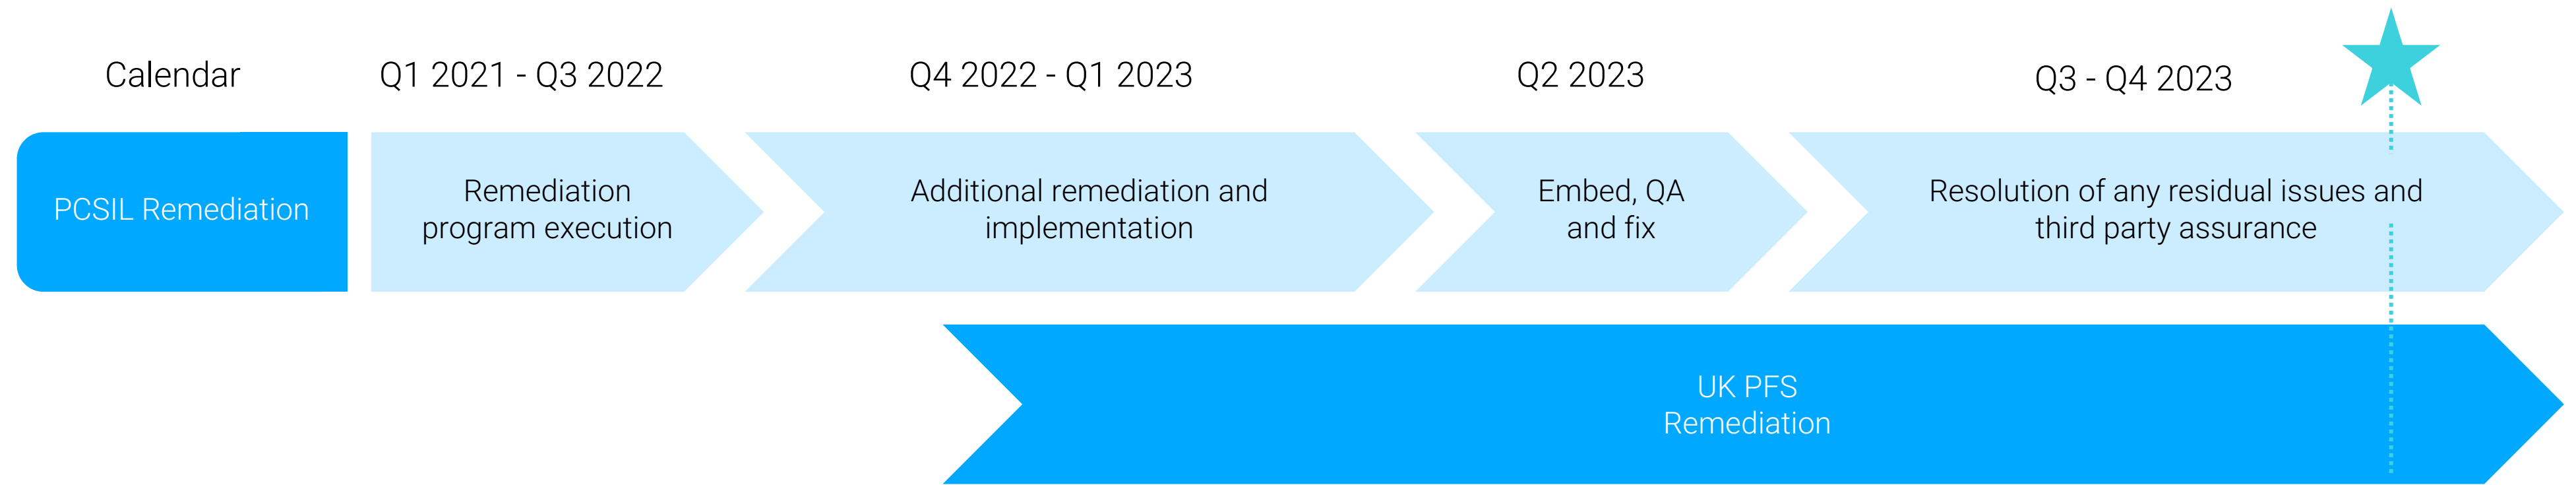 Calendar
Q1 2021 - Q3 2022
Q4 2022 - Q1 2023
Q2 2023
Q3 - Q4 2023
PCSIL Remediation
Remediation
program execution
Additional remediation and
implementation
Embed, QA
and fix
Resolution of any residual issues and
third party assurance
UK PFS
Remediation